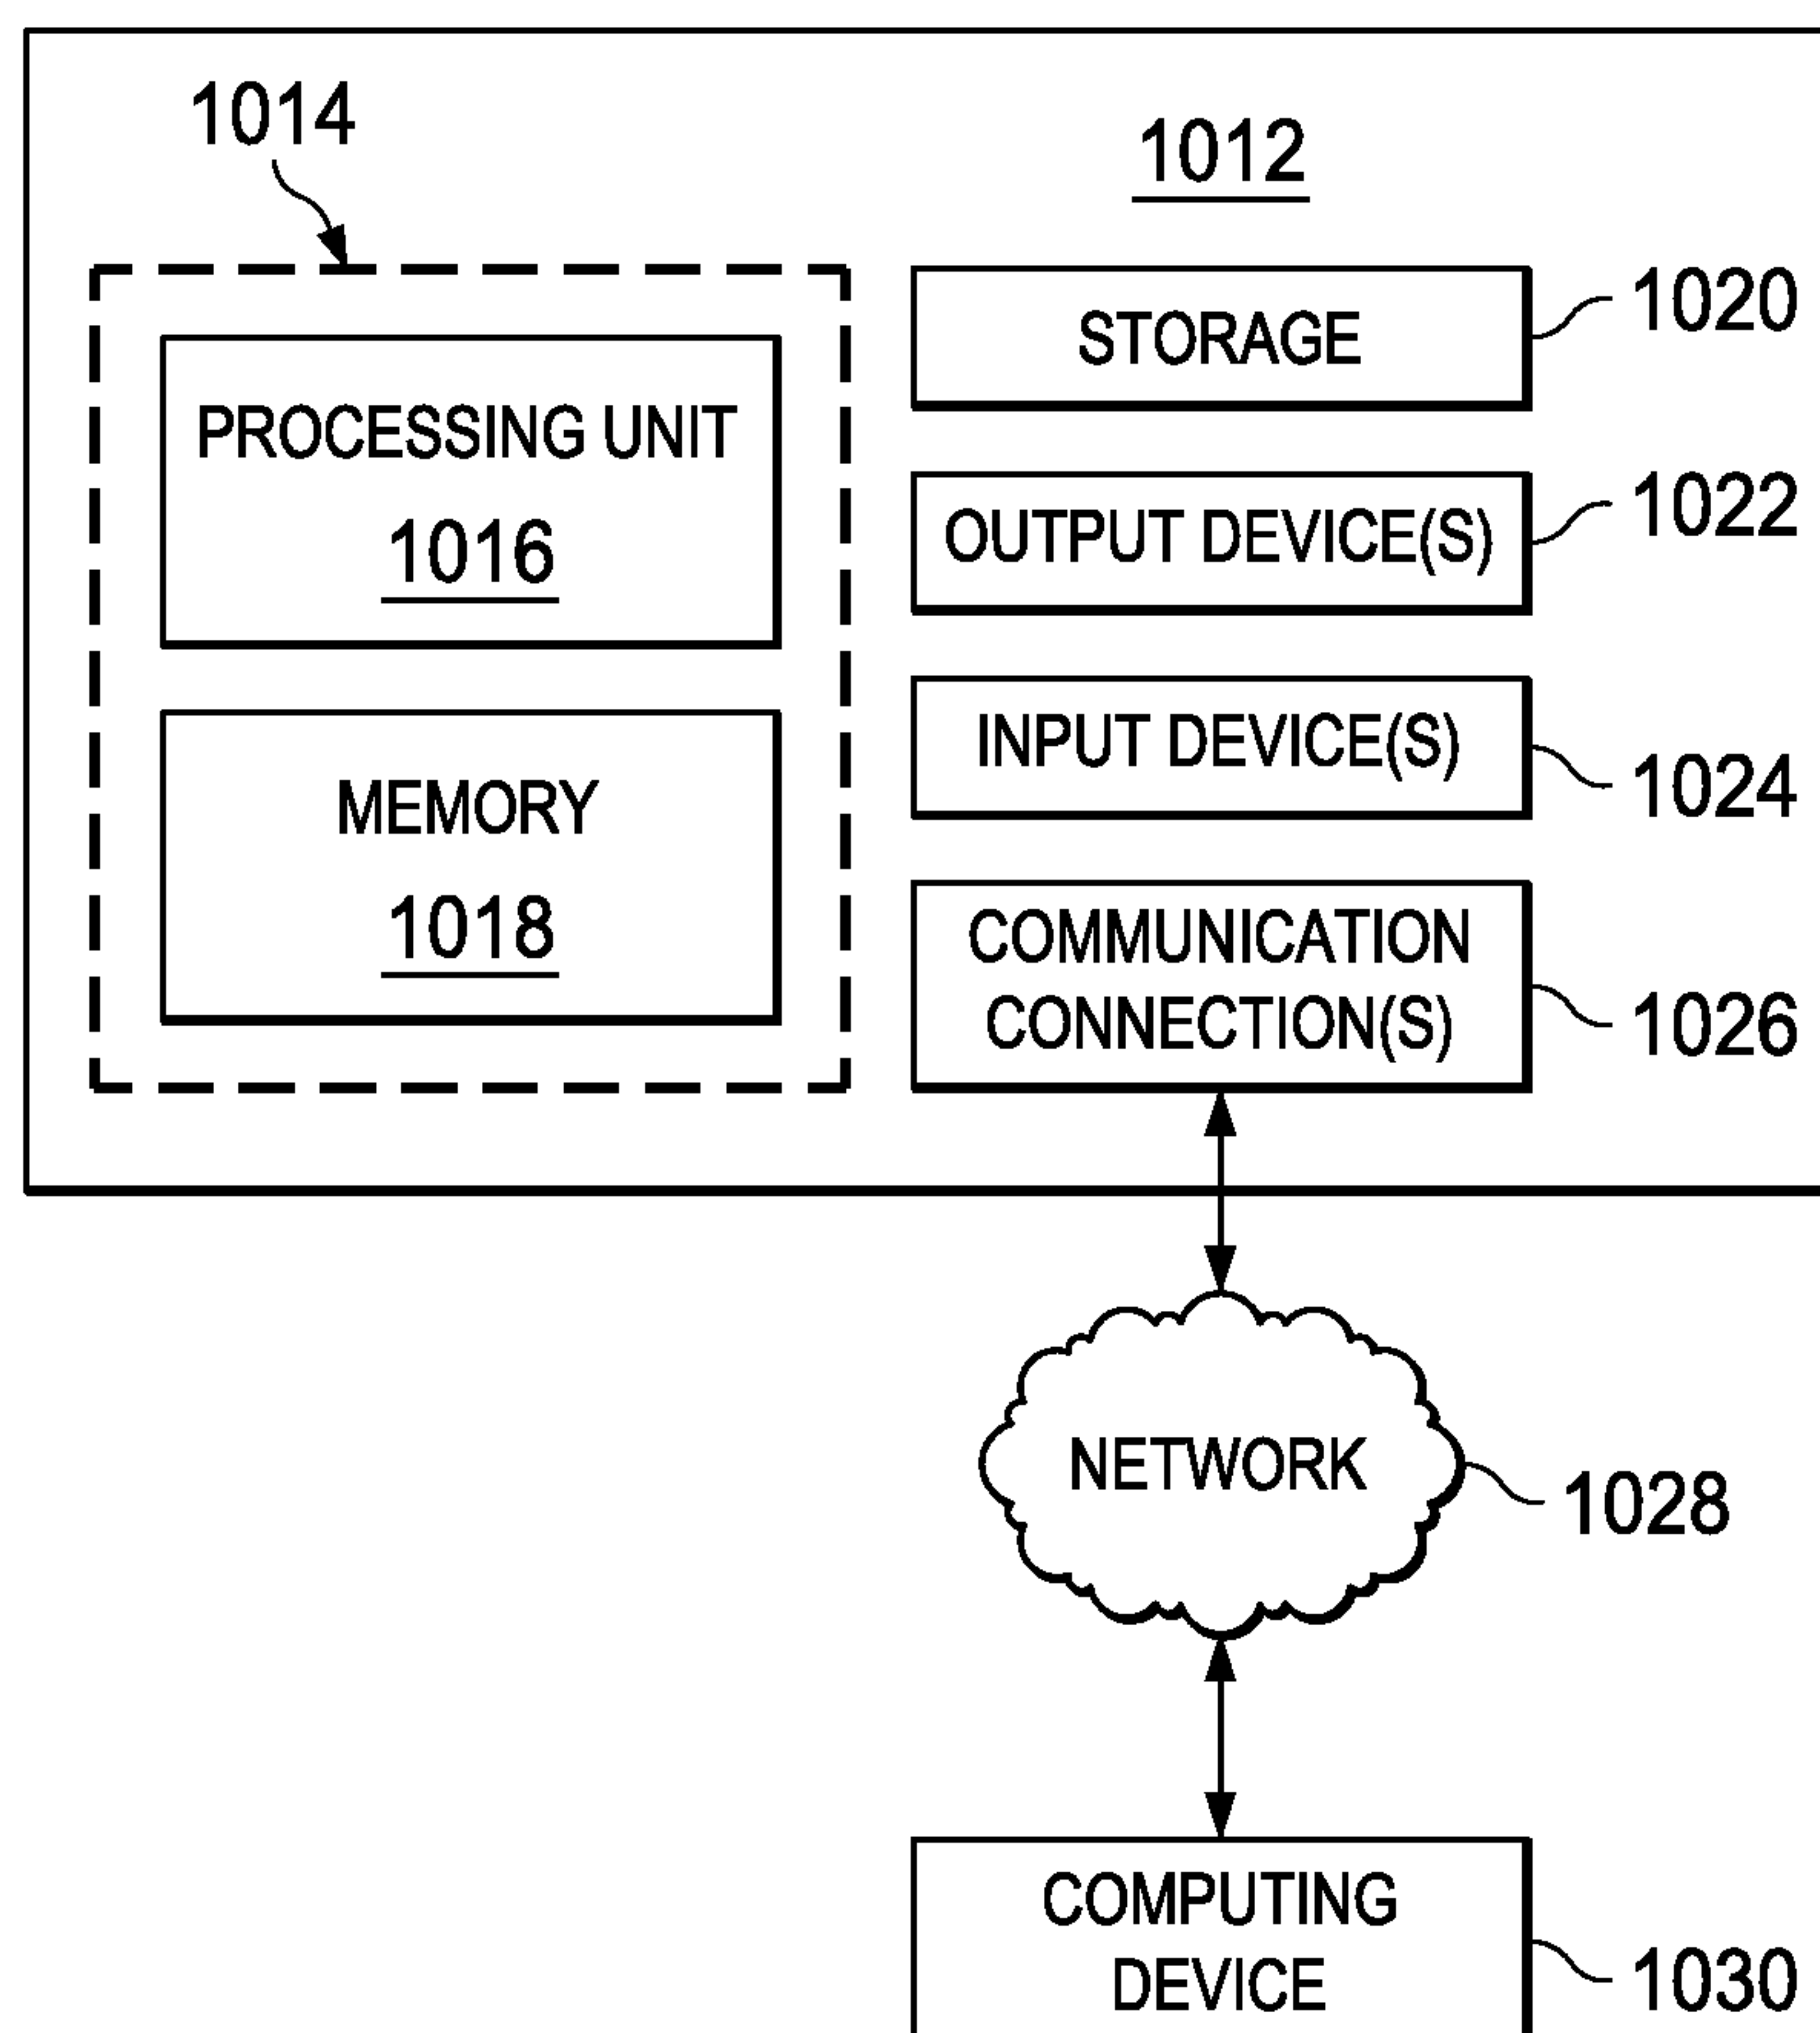 1014
1012
PROCESSING UNIT
1016
MEMORY
1018
STORAGE
1020
OUTPUT DEVICE(S)
1022
INPUT DEVICE(S)
1024
COMMUNICATION
CONNECTION(S)
1026
NETWORK
1028
COMPUTING
DEVICE
1030